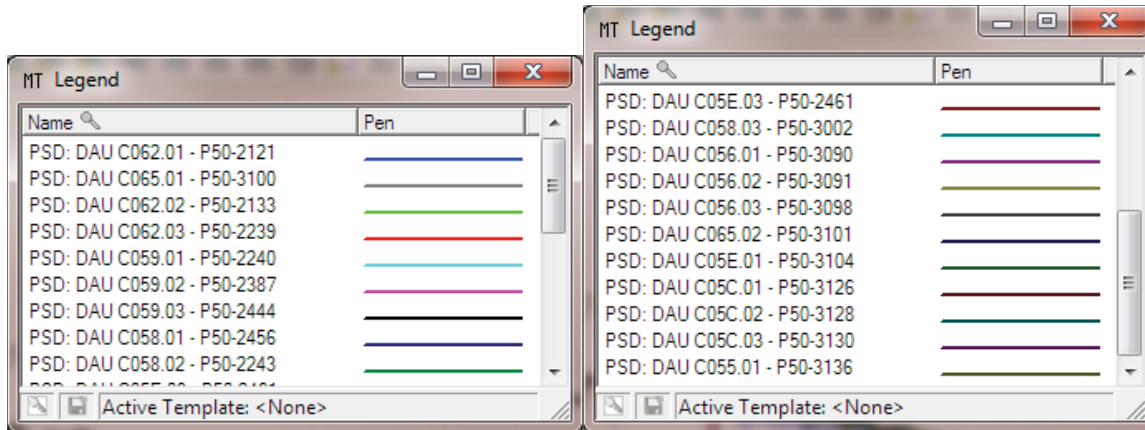 MT Legend
Name Pen
PSD: DAU C062.01 - P50-2121
PSD: DAU C065.01 - P50-3100
PSD: DAU C062.02 - P50-2133
PSD: DAU C062.03 - P50-2239
PSD: DAU C059.01 - P50-2240
PSD: DAU C059.02 - P50-2387
PSD: DAU C059.03 - P50-2444
PSD: DAU C058.01 - P50-2456
PSD: DAU C058.02 - P50-2243
Active Template: <None>
MT Legend
Name Pen
PSD: DAU C05E.03 - P50-2461
PSD: DAU C058.03 - P50-3002
PSD: DAU C056.01 - P50-3090
PSD: DAU C056.02 - P50-3091
PSD: DAU C056.03 - P50-3098
PSD: DAU C065.02 - P50-3101
PSD: DAU C05E.01 - P50-3104
PSD: DAU C05C.01 - P50-3126
PSD: DAU C05C.02 - P50-3128
PSD: DAU C05C.03 - P50-3130
PSD: DAU C055.01 - P50-3136
Active Template: <None>